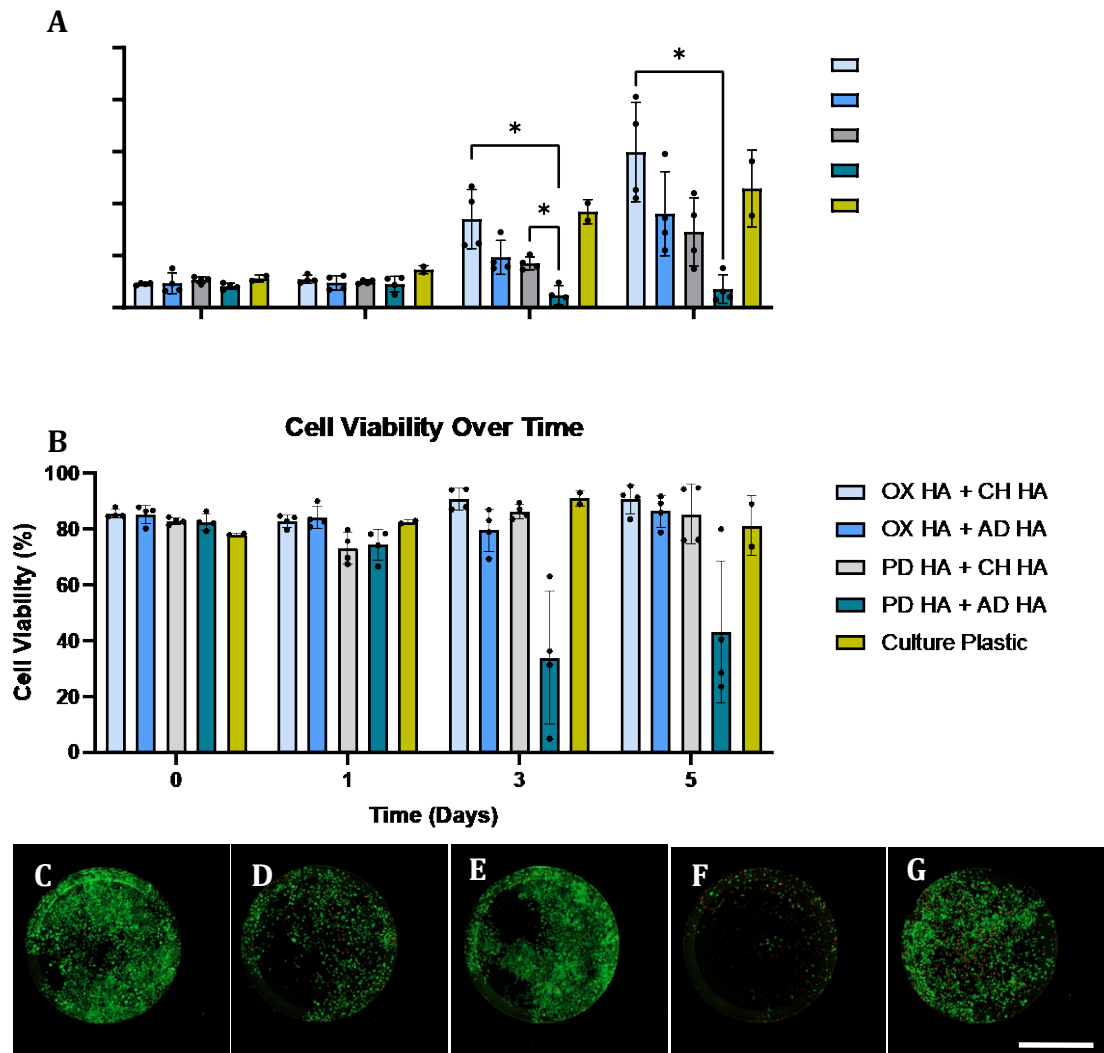 A
*
*
*
B
Cell Viability Over Time
Cell Viability (%)
100
80
60
40
20
0
0 1 3 5
Time (Days)
OX HA + CH HA
OX HA + AD HA
PD HA + CH HA
PD HA + AD HA
Culture Plastic
C D E F G